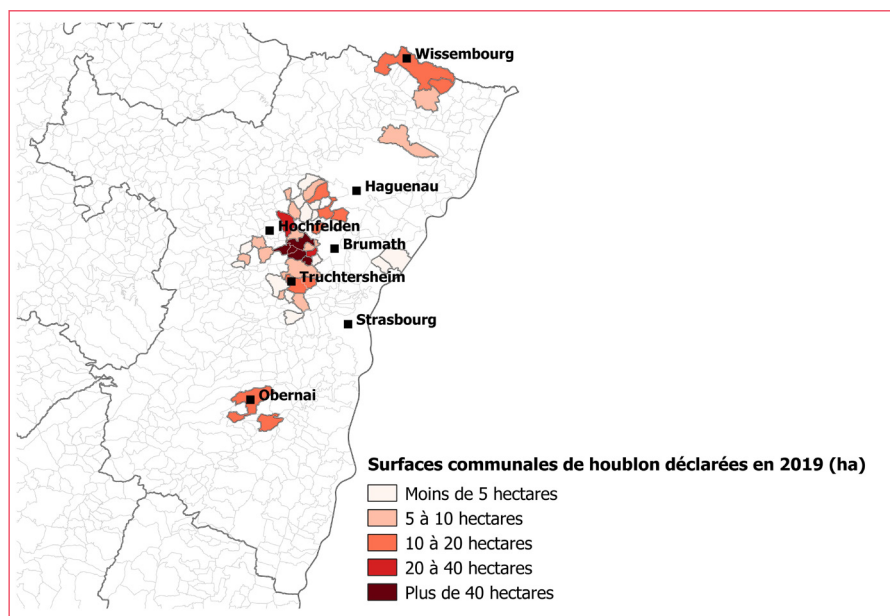 Wissembourg
Haguenau
Hochfelden
Brumath
Truchtersheim
Strasbourg
Obernai
Surfaces communales de houblon déclarées en 2019 (ha)
Moins de 5 hectares
5 à 10 hectares
10 à 20 hectares
20 à 40 hectares
Plus de 40 hectares